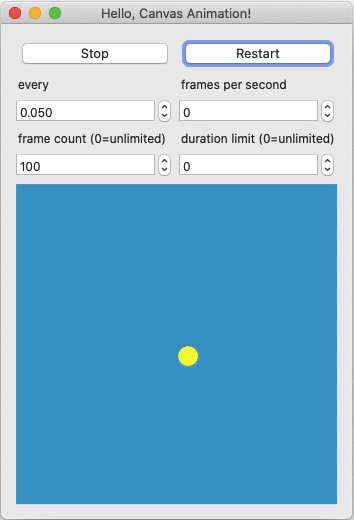 Hello, Canvas Animation!
Stop Restart
every frames per second
0.050 0
frame count (0=unlimited) duration limit (0=unlimited)
100 0